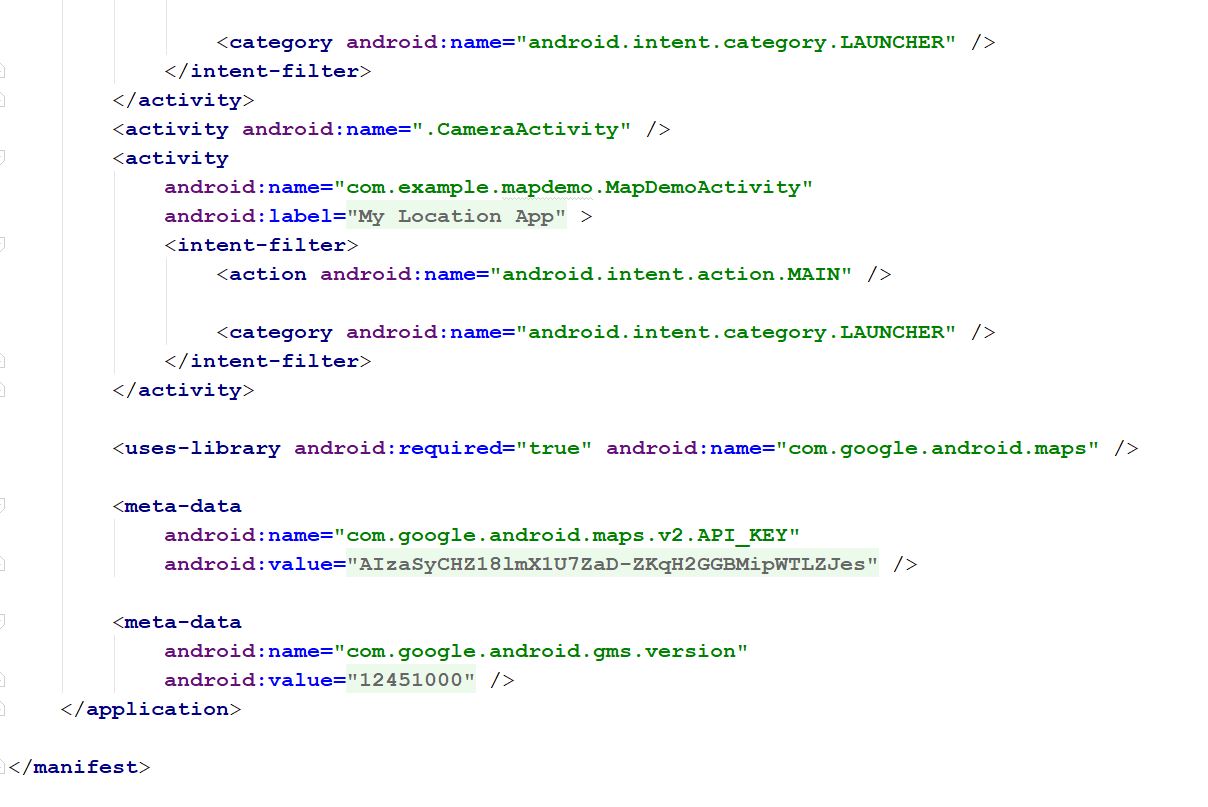 <category android:name="android.intent.category.LAUNCHER" />
</intent-filter>
</activity>
<activity android:name=".CameraActivity" />
<activity
android:name="com.example.mapdemo.MapDemoActivity"
android:label="My Location App" >
<intent-filter>
<action android:name="android.intent.action.MAIN" />
<category android:name="android.intent.category.LAUNCHER" />
</intent-filter>
</activity>
<uses-library android:required="true" android:name="com.google.android.maps" />
<meta-data
android:name="com.google.android.maps.v2.API_KEY"
android:value="AIzaSyCHZ18lmX1U7ZaD-ZKqH2GGBMipWTLZJes" />
<meta-data
android:name="com.google.android.gms.version"
android:value="12451000" />
</application>
</manifest>